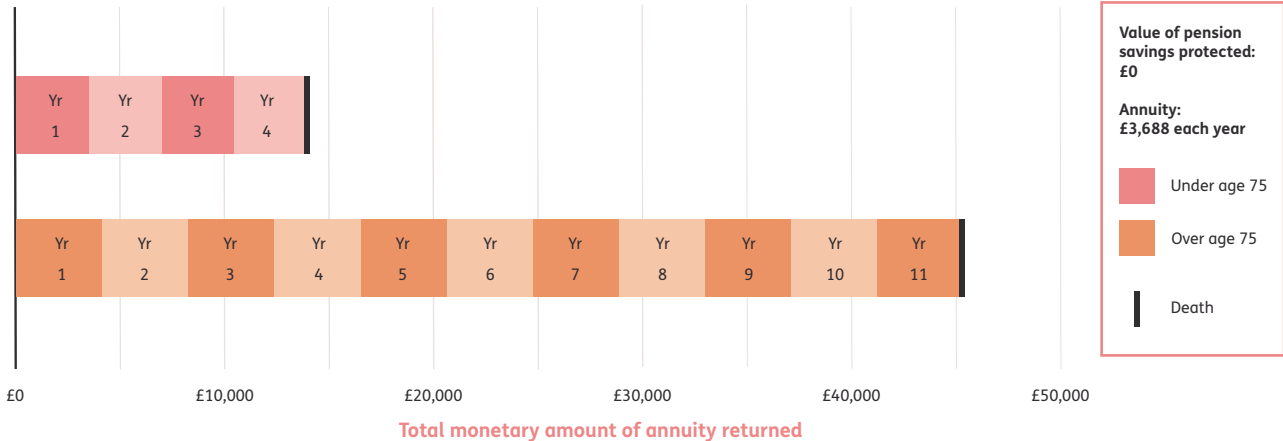 Yr Yr Yr Yr
1 2 3 4
Yr Yr Yr Yr Yr Yr Yr Yr Yr Yr Yr
1 2 3 4 5 6 7 8 9 10 11
£0 £10,000 £20,000 £30,000 £40,000 £50,000
Total monetary amount of annuity returned
Value of pension
savings protected:
£0
Annuity:
£3,688 each year
Under age 75
Over age 75
Death